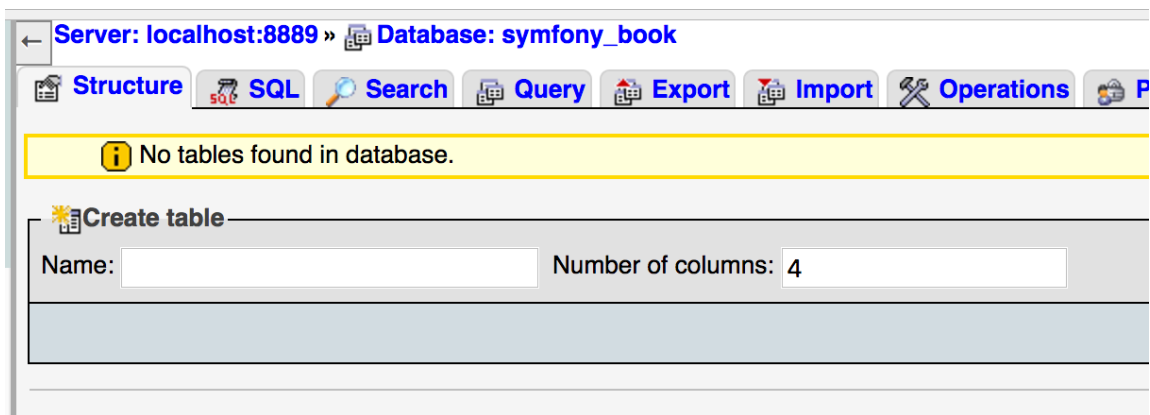 ← Server: localhost:8889 » Database: symfony_book
Structure SQL Search Query Export Import Operations P
No tables found in database.
Create table
Name: Number of columns: 4